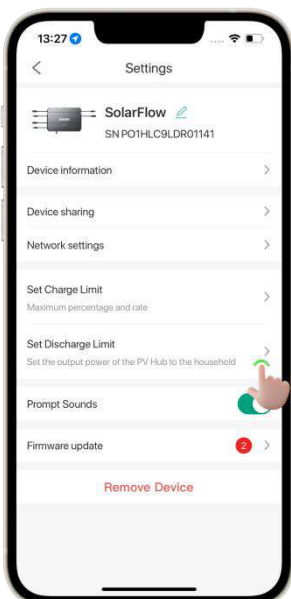 13:27
Settings
SolarFlow
SN PO1HLC9LDR01141
Device information
Device sharing
Network settings
Set Charge Limit
Maximum percentage and rate
Set Discharge Limit
Set the output power of the PV Hub to the household
Prompt Sounds
Firmware update 2
Remove Device